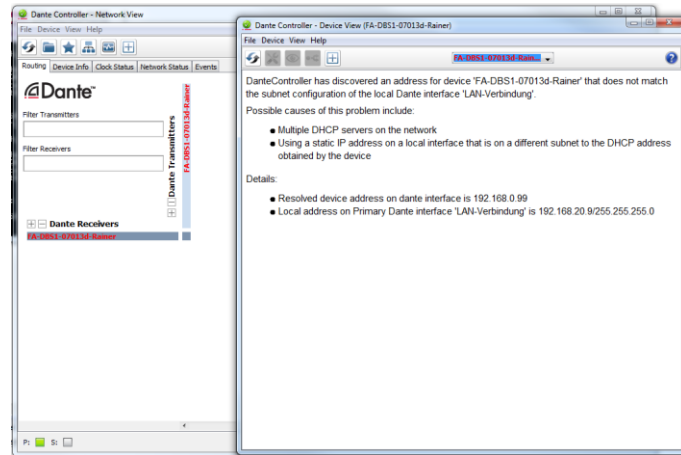 Dante Controller - Network View
File Device View Help
Routing Device Info Clock Status Network Status Events
Dante™
Filter Transmitters
Filter Receivers
Dante Transmitters
FA-DBS1-07013d-Rainer
Dante Receivers
FA-DBS1-07013d-Rainer
P: S:
Dante Controller - Device View (FA-DBS1-07013d-Rainer)
File Device View Help
FA-DBS1-07013d-Rain...
DanteController has discovered an address for device 'FA-DBS1-07013d-Rainer' that does not match
the subnet configuration of the local Dante interface 'LAN-Verbindung'.
Possible causes of this problem include:
● Multiple DHCP servers on the network
● Using a static IP address on a local interface that is on a different subnet to the DHCP address
obtained by the device
Details:
● Resolved device address on dante interface is 192.168.0.99
● Local address on Primary Dante interface 'LAN-Verbindung' is 192.168.20.9/255.255.255.0